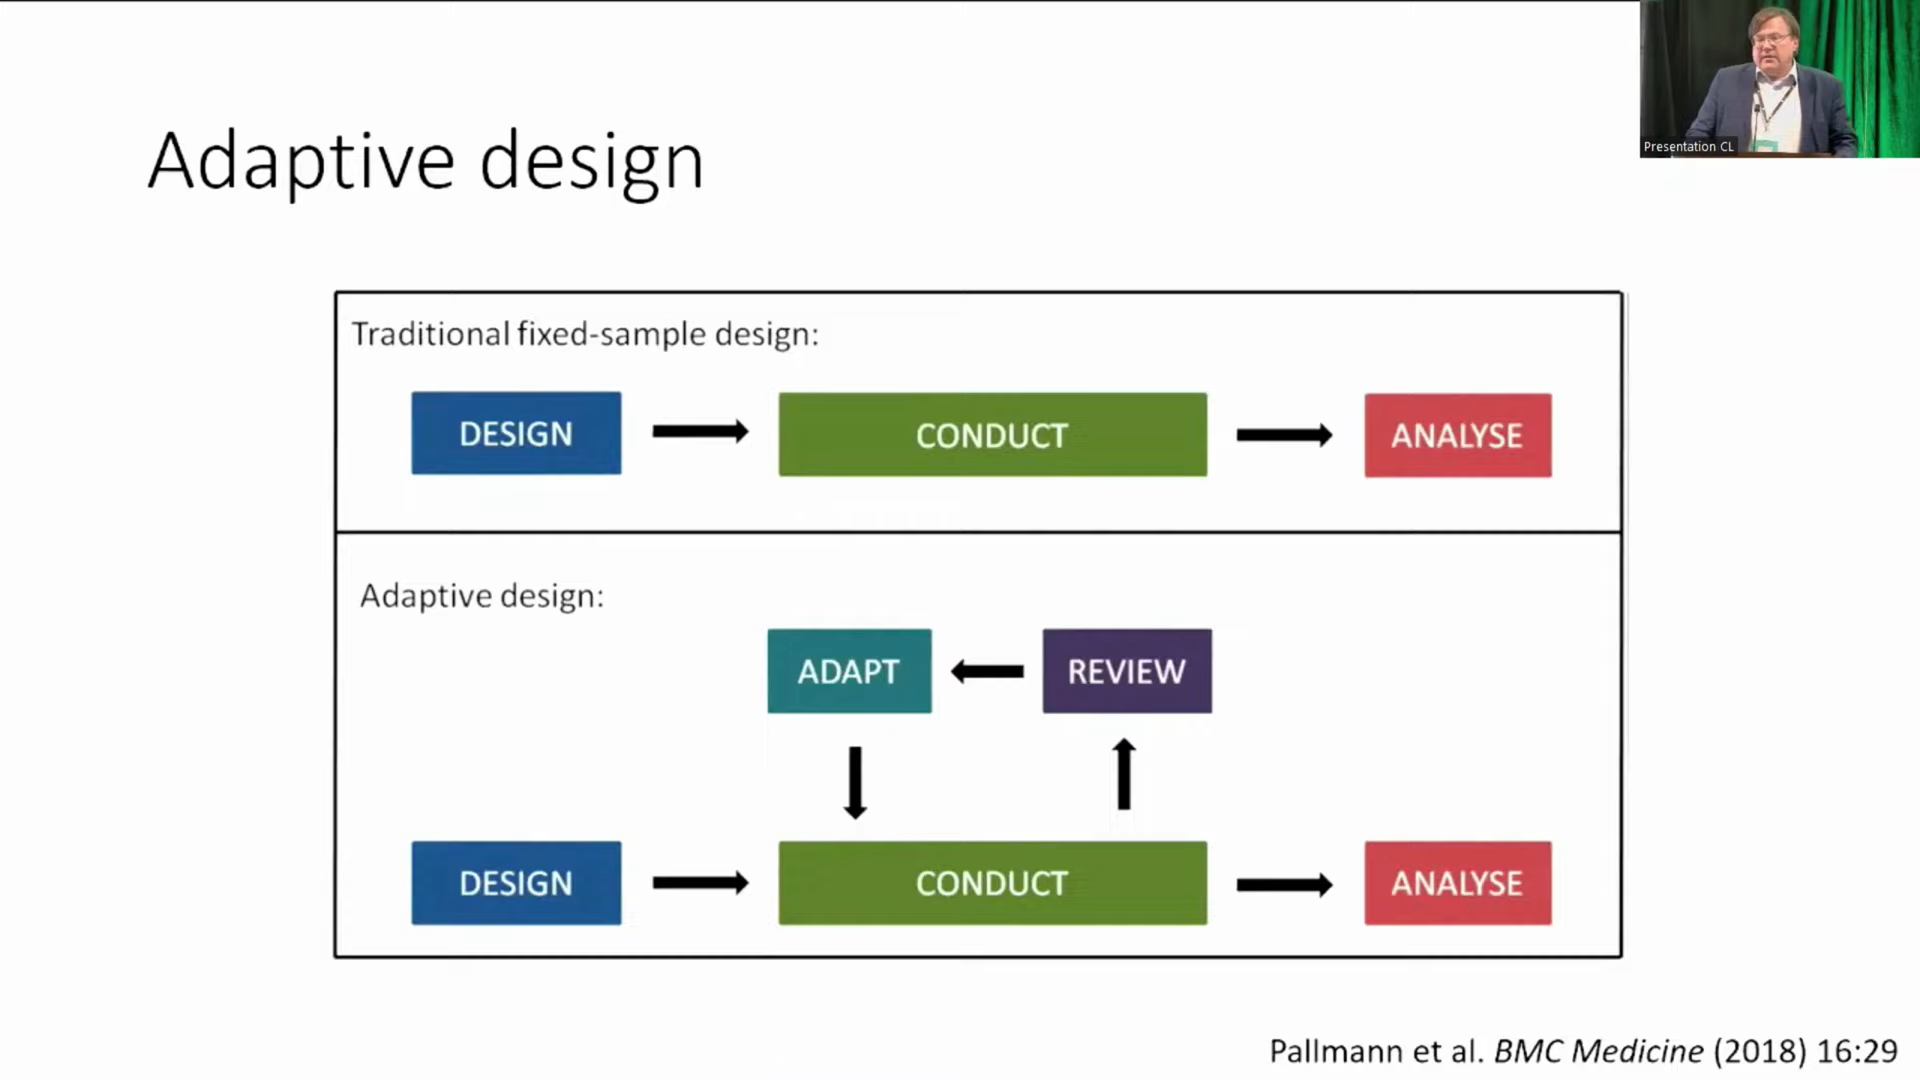 Presentation CL
Adaptive design
Traditional fixed-sample design:
DESIGN
CONDUCT
ANALYSE
Adaptive design:
ADAPT
REVIEW
DESIGN
CONDUCT
ANALYSE
Pallmann et al. BMC Medicine (2018) 16:29